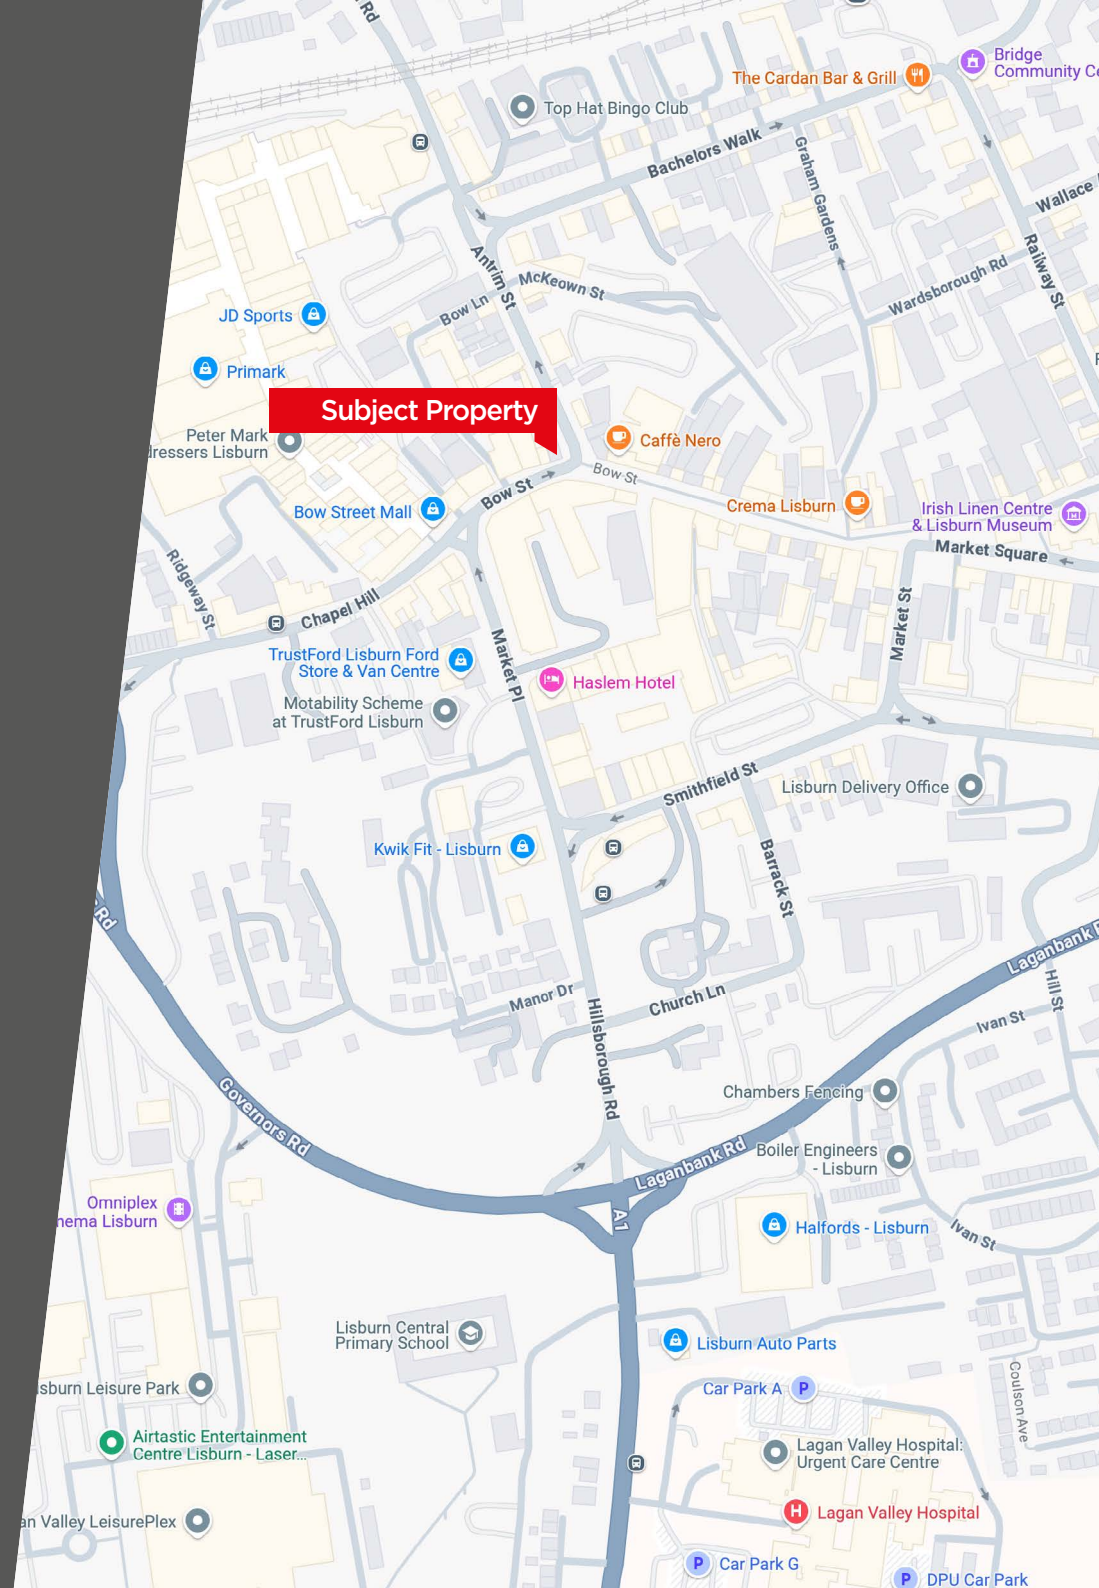 Rd
Bridge
Community Ce
The Cardan Bar & Grill
Top Hat Bingo Club
Bachelors Walk
Graham Gardens
Wallace
Railway St
Wardsborough Rd
Antrim St
McKeown St
Bow Ln
JD Sports
Primark
Subject Property
Peter Mark
dressers Lisburn
Caffè Nero
Bow St
Bow St
Bow Street Mall
Crema Lisburn
Irish Linen Centre
& Lisburn Museum
Market Square
Ridgeway St
Chapel Hill
Market St
TrustFord Lisburn Ford
Store & Van Centre
Market Pl
Haslem Hotel
Motability Scheme
at TrustFord Lisburn
Smithfield St
Lisburn Delivery Office
Kwik Fit - Lisburn
Barrack St
Rd
Laganbank R
Hill St
Manor Dr
Church Ln
Ivan St
Hillsborough Rd
Governors Rd
Chambers Fencing
Laganbank Rd
Boiler Engineers
- Lisburn
Omniplex
nema Lisburn
A1
Halfords - Lisburn
Ivan St
Lisburn Central
Primary School
Lisburn Auto Parts
isburn Leisure Park
Car Park A
P
Coulson Ave
Airtastic Entertainment
Centre Lisburn - Laser...
Lagan Valley Hospital:
Urgent Care Centre
H
Lagan Valley Hospital
an Valley LeisurePlex
P
Car Park G
P
DPU Car Park